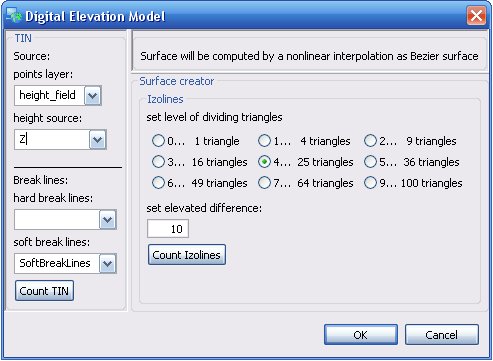 Digital Elevation Model
TIN
Source:
points layer:
height_field
height source:
Z
Break lines:
hard break lines:
soft break lines:
SoftBreakLines
Count TIN
Surface will be computed by a nonlinear interpolation as Bezier surface
Surface creator
Izolines
set level of dividing triangles
0... 1 triangle 1... 4 triangles 2... 9 triangles
3... 16 triangles 4... 25 triangles 5... 36 triangles
6... 49 triangles 7... 64 triangles 9... 100 triangles
set elevated difference:
10
Count Izolines
OK Cancel